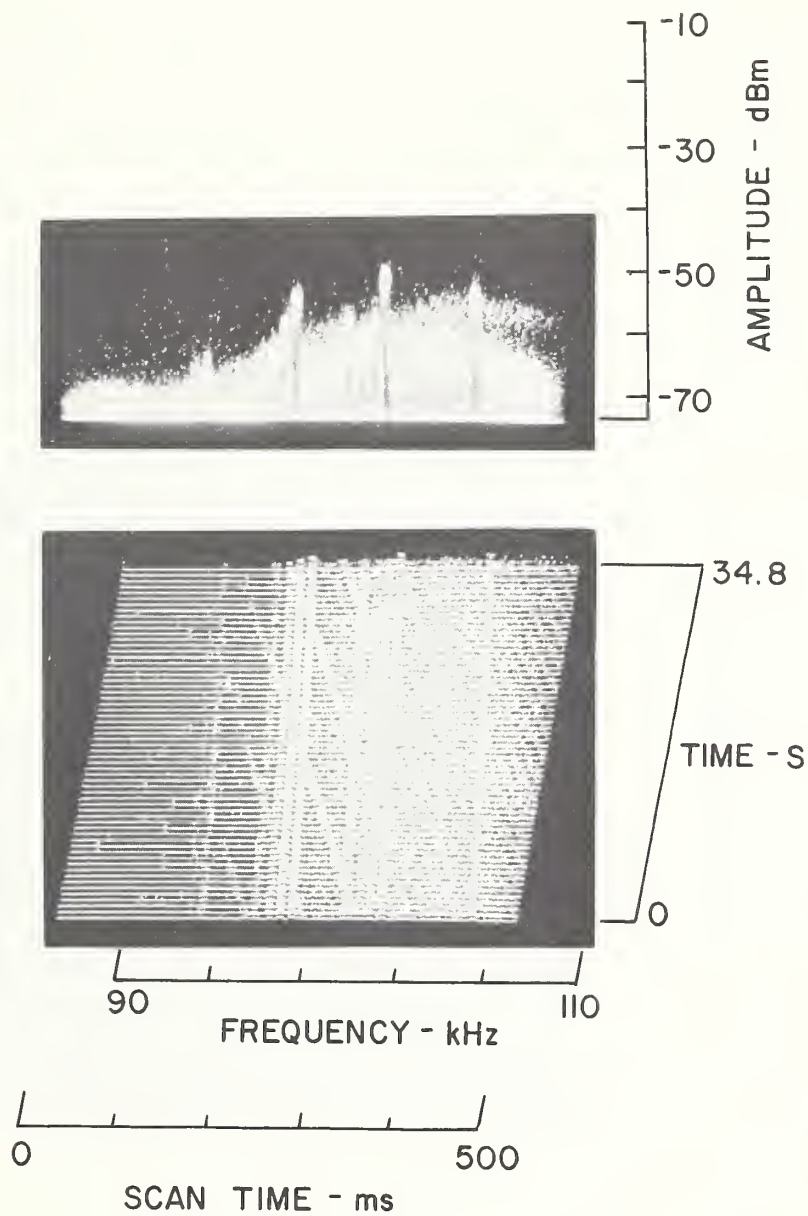 -10
-30
-50
-70
AMPLITUDE - dBm
34.8
TIME - S
0
90
110
FREQUENCY - kHz
0
500
SCAN TIME - ms